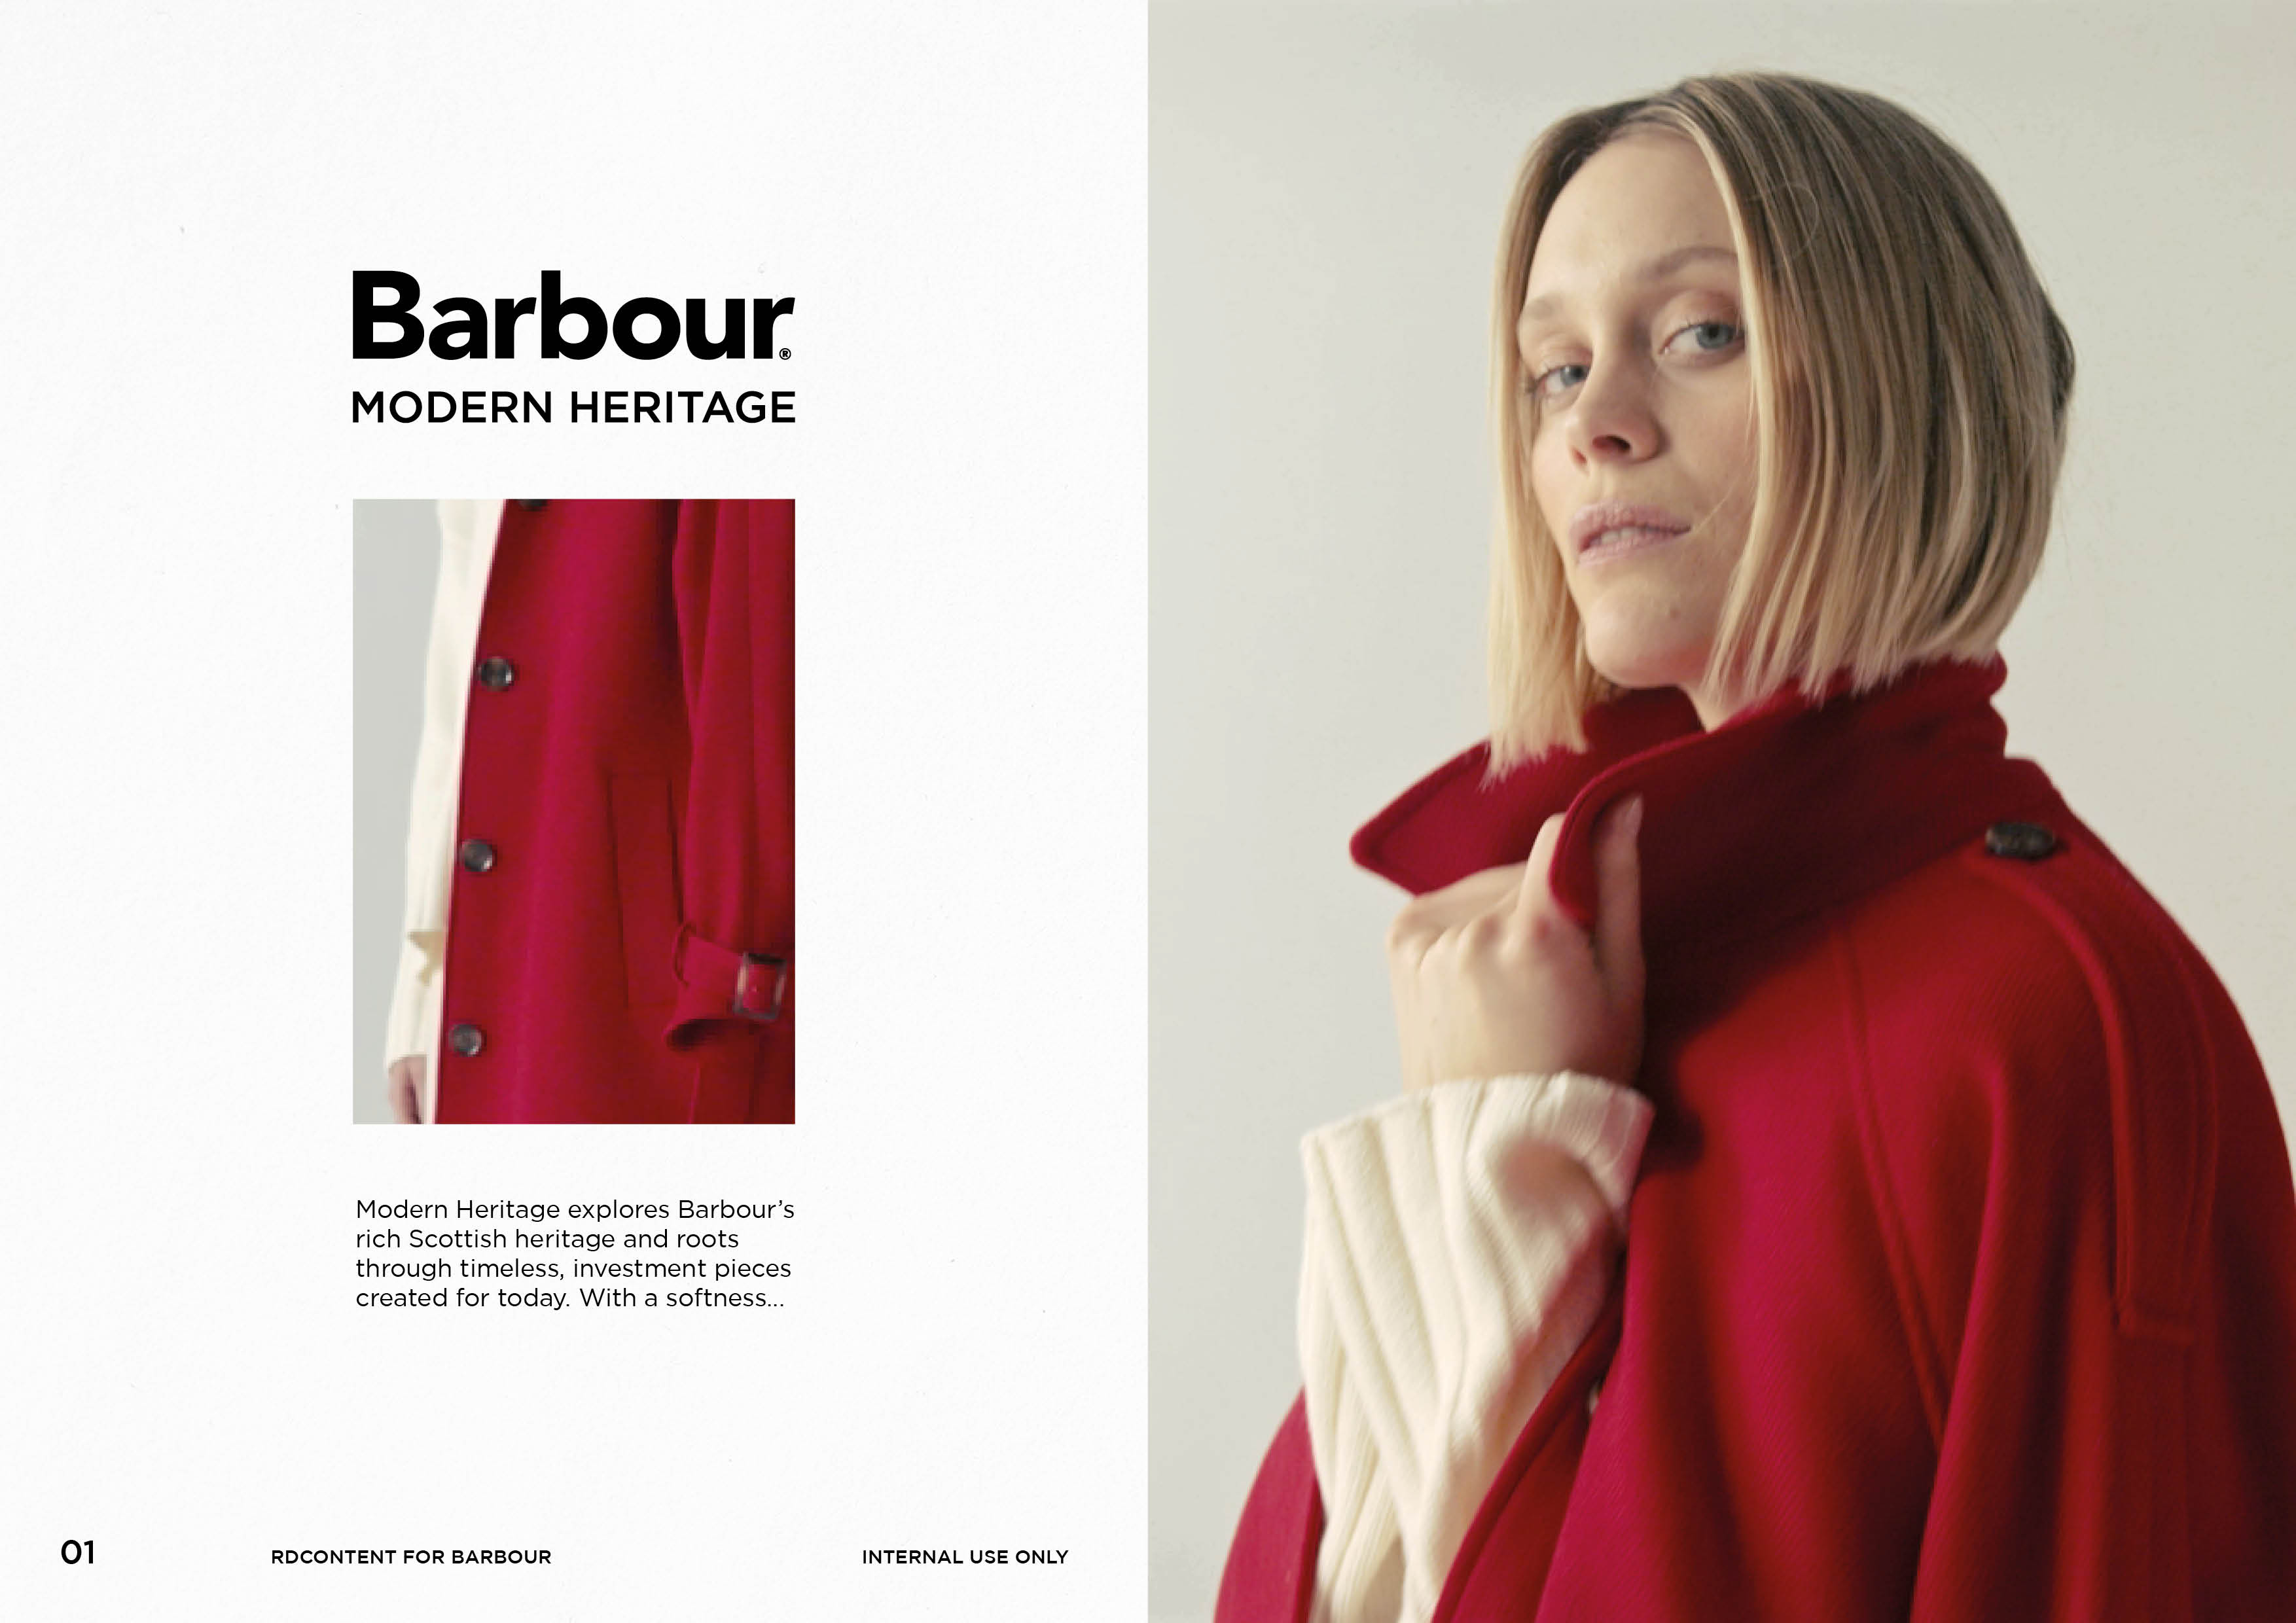 Barbour®
MODERN HERITAGE
Modern Heritage explores Barbour’s
rich Scottish heritage and roots
through timeless, investment pieces
created for today. With a softness...
01
RDCONTENT FOR BARBOUR
INTERNAL USE ONLY